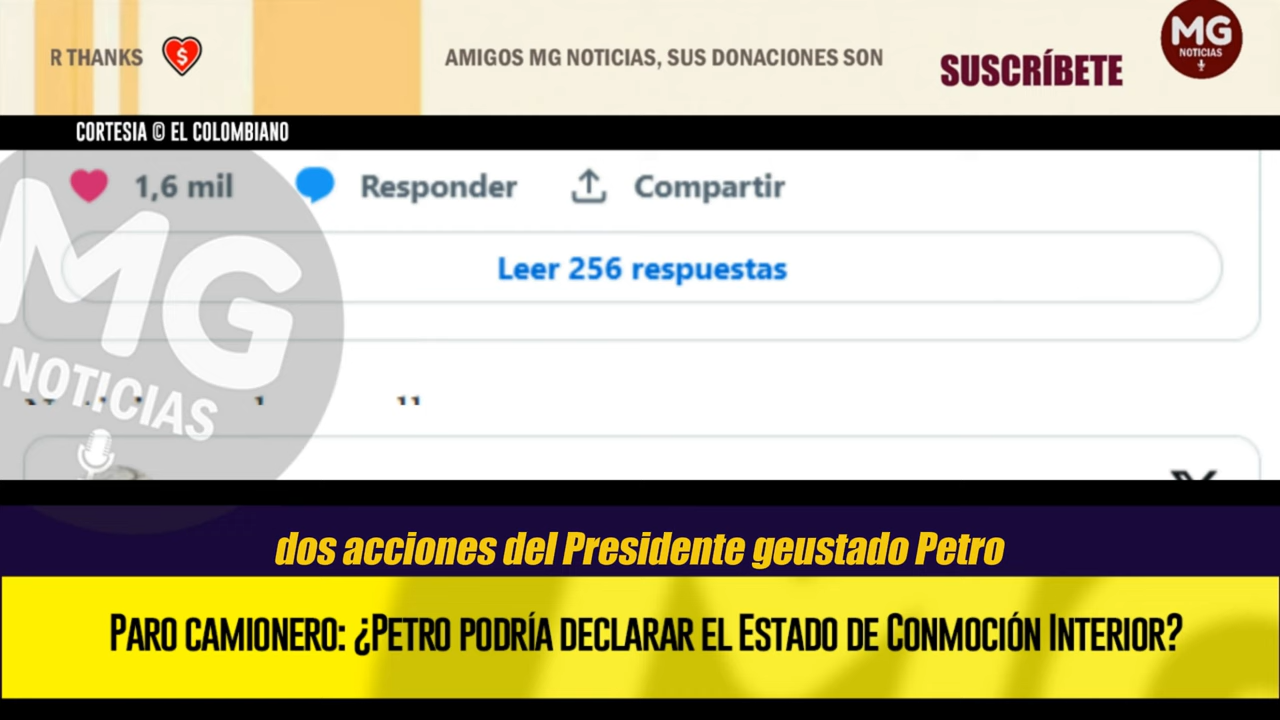 R THANKS
AMIGOS MG NOTICIAS, SUS DONACIONES SON
SUSCRÍBETE
MG
NOTICIAS
CORTESIA © EL COLOMBIANO
1,6 mil
Responder
Compartir
Leer 256 respuestas
MG
NOTICIAS
dos acciones del Presidente geustado Petro
PARO CAMIONERO: ¿PETRO PODRÍA DECLARAR EL ESTADO DE CONMOCIÓN INTERIOR?